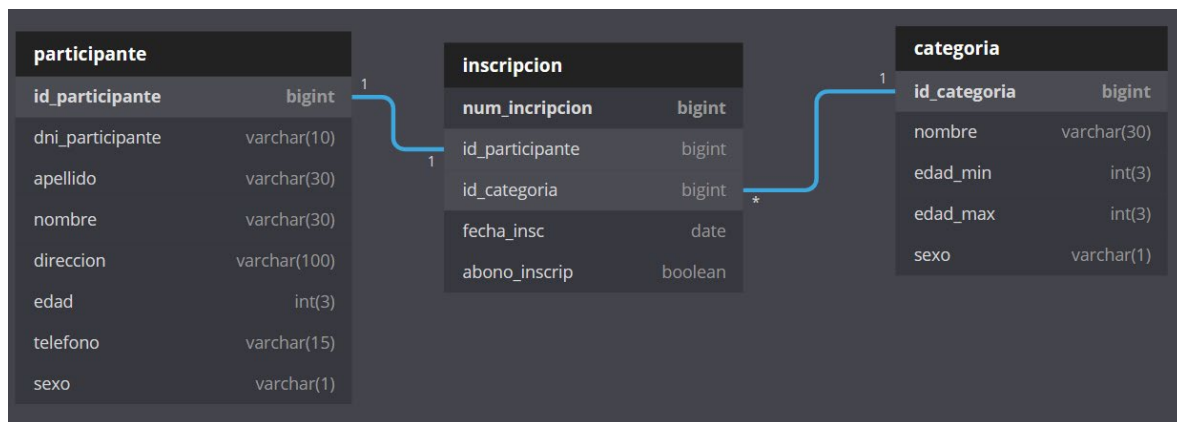 participante
id_participante bigint
dni_participante varchar(10)
apellido varchar(30)
nombre varchar(30)
direccion varchar(100)
edad int(3)
telefono varchar(15)
sexo varchar(1)
1
1
inscripcion
num_incripcion bigint
id_participante bigint
id_categoria bigint
fecha_insc date
abono_inscrip boolean
*
1
categoria
id_categoria bigint
nombre varchar(30)
edad_min int(3)
edad_max int(3)
sexo varchar(1)